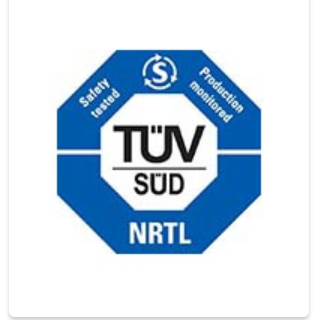 Safety
tested
S
Production
monitored
TÜV
SÜD
NRTL